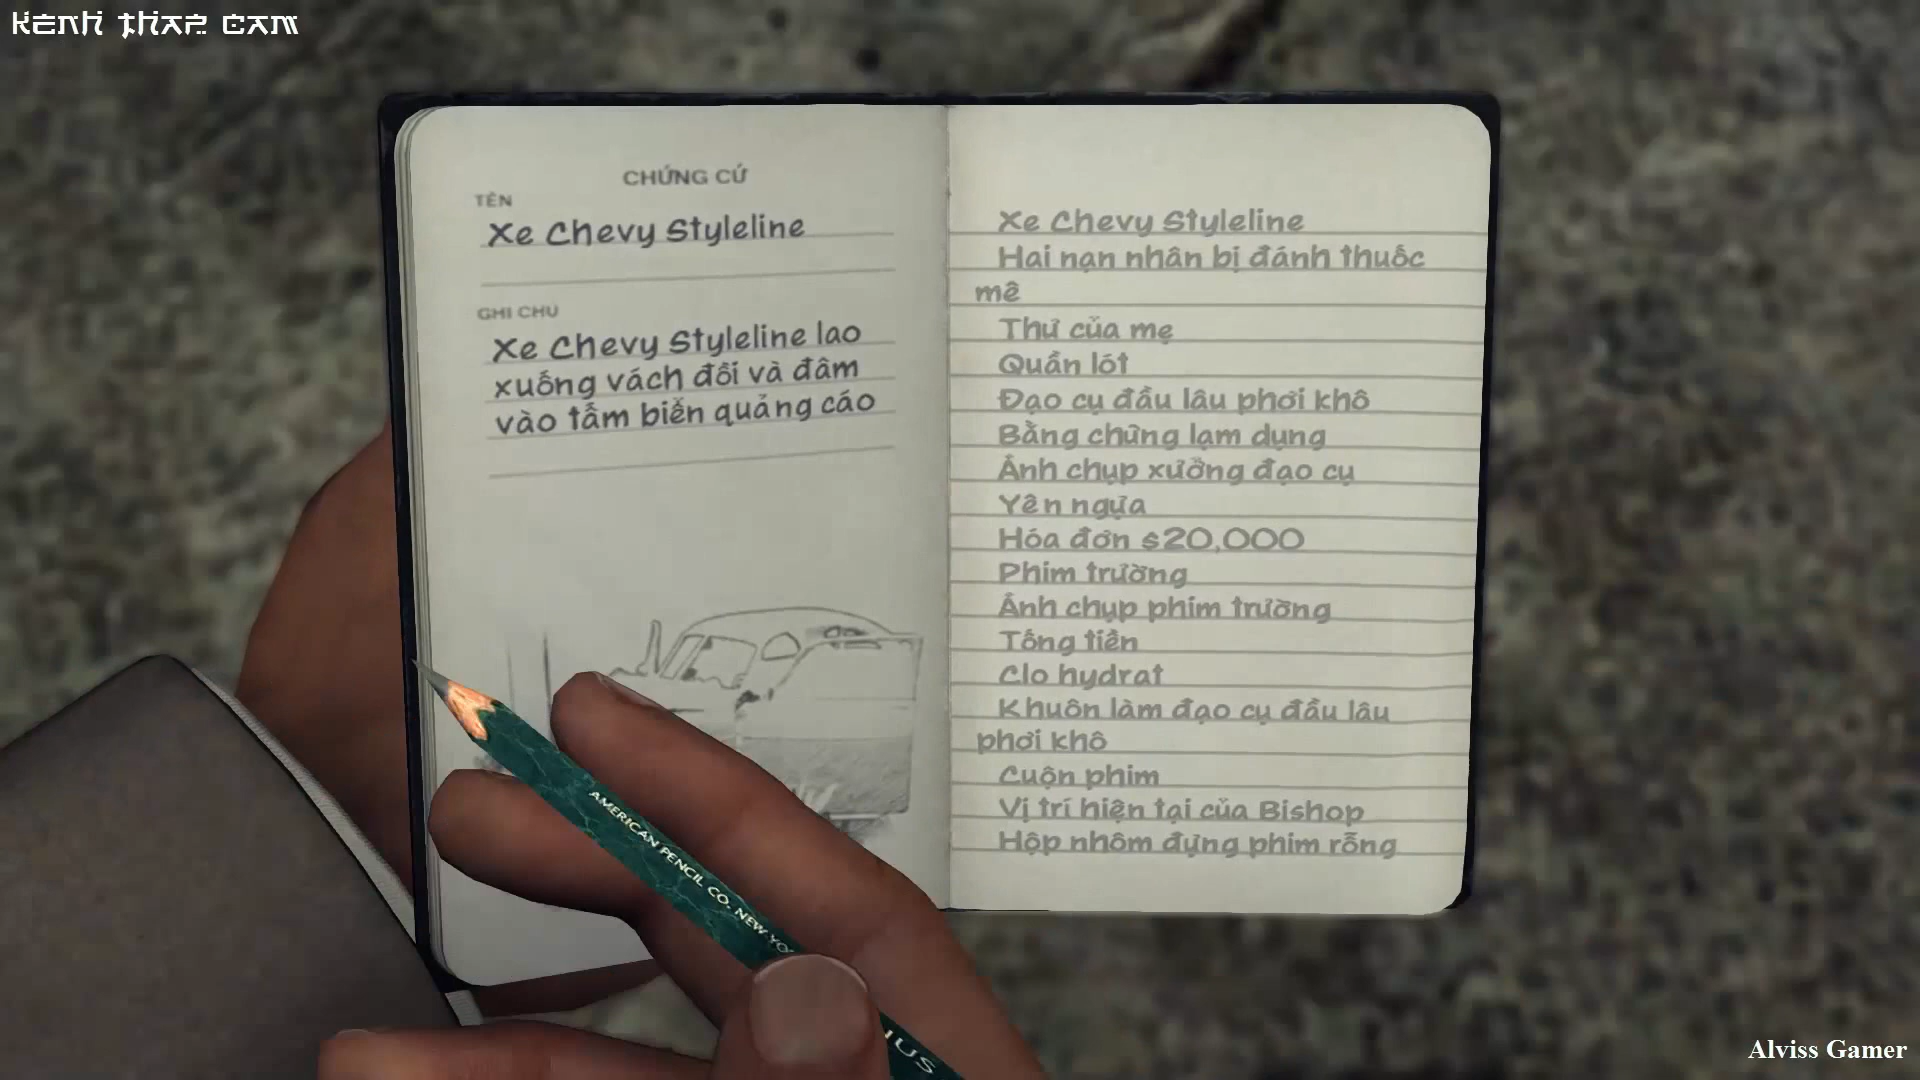 KENH THAP CAM
CHỨNG CỨ
TÊN
Xe Chevy Styleline
GHI CHÚ
Xe Chevy Styleline lao
xuống vách đồi và đâm
vào tấm biển quảng cáo
Xe Chevy Styleline
Hai nạn nhân bị đánh thuốc
mê
Thư của mẹ
Quần lót
Đạo cụ đầu lâu phơi khô
Bằng chứng lạm dụng
Ảnh chụp xưởng đạo cụ
Yên ngựa
Hóa đơn $20,000
Phim trường
Ảnh chụp phim trường
Tống tiền
Clo hydrat
Khuôn làm đạo cụ đầu lâu
phơi khô
Cuộn phim
Vị trí hiện tại của Bishop
Hộp nhôm đựng phim rỗng
AMERICAN PENCIL CO. NEW YO
Alviss Gamer